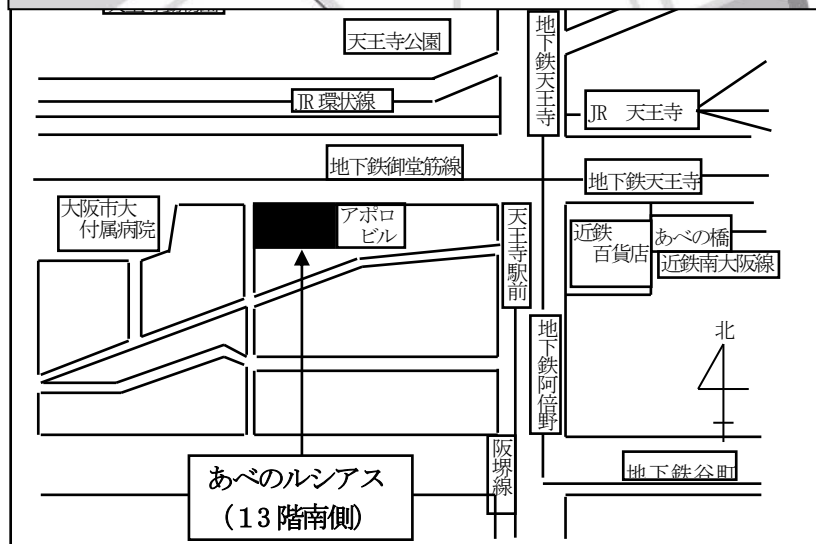 天王寺公園
地下鉄天王寺
JR 環状線
JR 天王寺
地下鉄御堂筋線
地下鉄天王寺
大阪市大
付属病院
アポロ
ビル
天王寺駅前
近鉄
百貨店
あべの橋
近鉄南大阪線
北
地下鉄阿倍野
阪堺線
地下鉄谷町
あべのルシアス
（13 階南側）